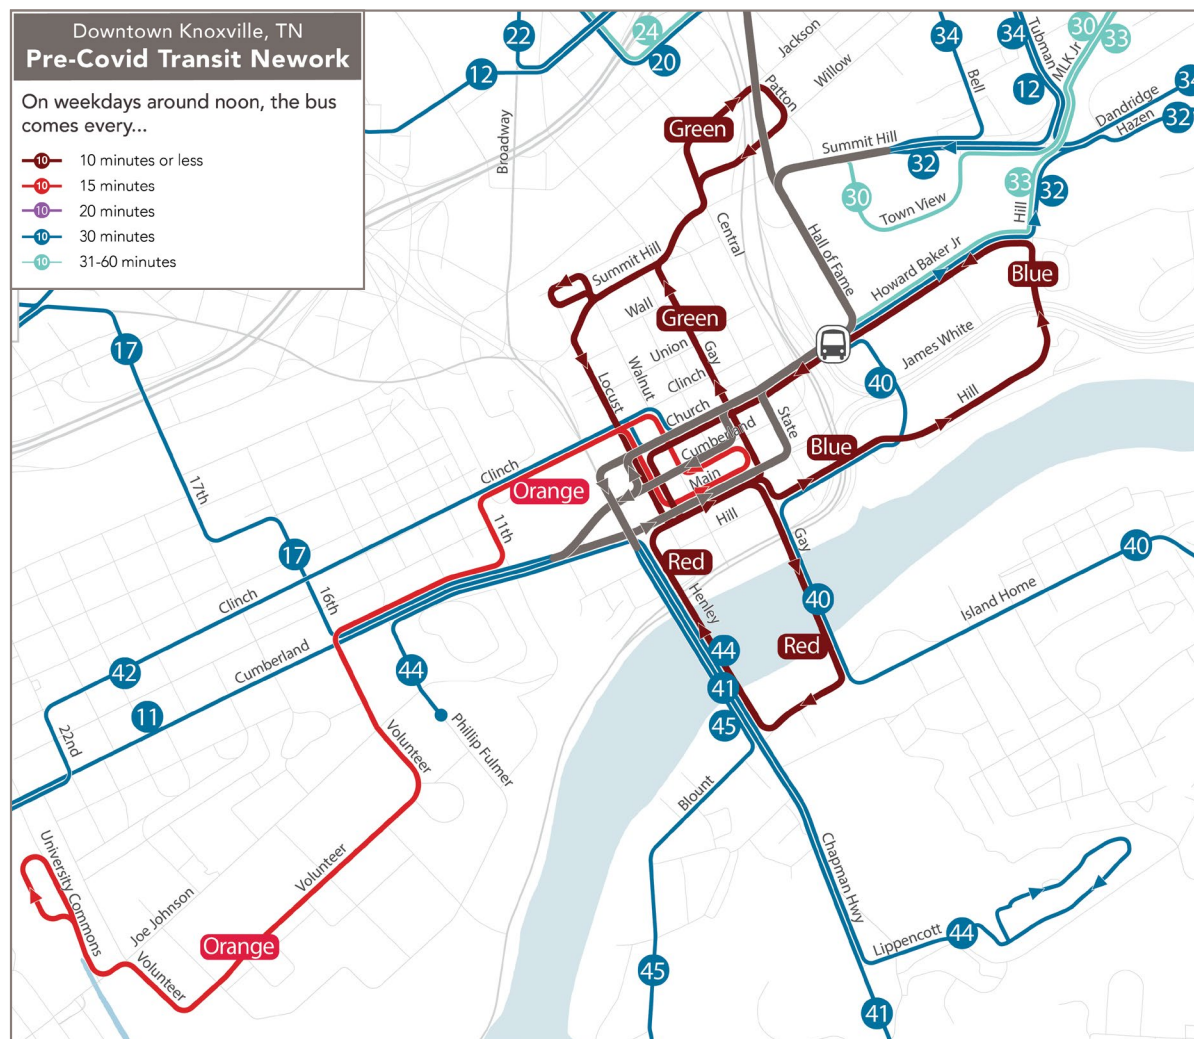 Downtown Knoxville, TN
Pre-Covid Transit Nework
On weekdays around noon, the bus
comes every...
10 10 minutes or less
10 15 minutes
10 20 minutes
10 30 minutes
10 31-60 minutes
22
24
20
12
Broadway
Jackson
Willow
Patton
Green
34
Bell
34
Tubman
30
33
MLK Jr
12
Dandridge
34
Hazen
32
Summit Hill
32
30
Town View
33
32
Hill
Central
Hall of Fame
Howard Baker Jr
Blue
Summit Hill
Wall
Green
Union
Gay
Walnut
Clinch
Locust
Church
Cumberland
State
James White
40
Hill
Blue
17
17th
Clinch
Orange
11th
Main
Hill
Gay
Red
Henley
40
Red
40
Island Home
17
16th
Clinch
Cumberland
42
11
22nd
44
Phillip Fulmer
44
41
45
Volunteer
Blount
Volunteer
University Commons
Joe Johnson
Orange
Volunteer
Chapman Hwy
Lippencott
44
45
41